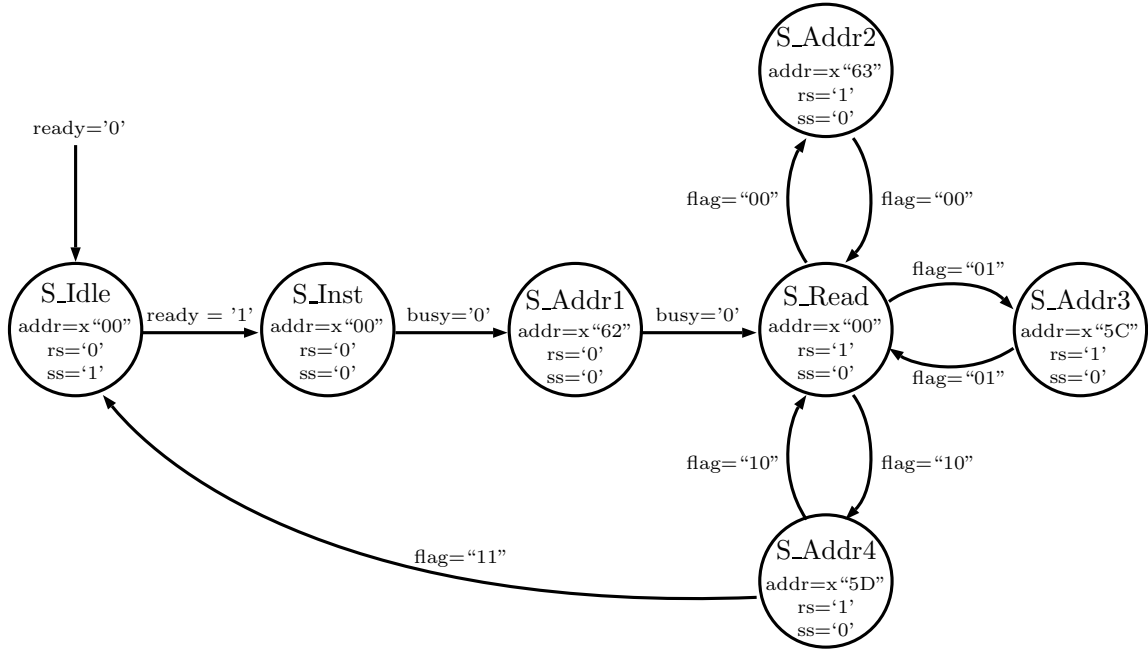 S_Addr2
addr=x“63”
rs=‘1’
ss=‘0’
ready='0'
flag=“00”
flag=“00”
S_Idle
addr=x“00”
rs=‘0’
ss=‘1’
ready = '1'
S_Inst
addr=x“00”
rs=‘0’
ss=‘0’
busy='0'
S_Addr1
addr=x“62”
rs=‘0’
ss=‘0’
busy='0'
S_Read
addr=x“00”
rs=‘1’
ss=‘0’
flag=“01”
flag=“01”
S_Addr3
addr=x“5C”
rs=‘1’
ss=‘0’
flag=“10”
flag=“10”
flag=“11”
S_Addr4
addr=x“5D”
rs=‘1’
ss=‘0’